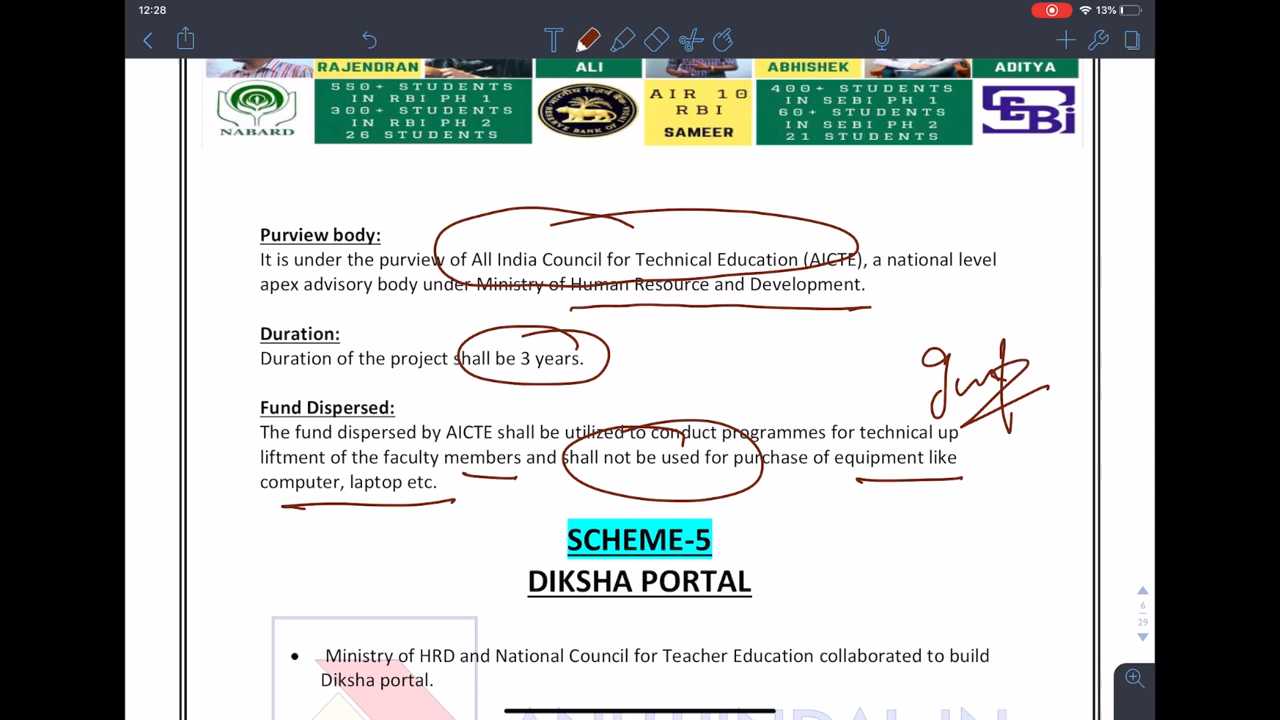 12:28
13%
T
RAJENDRAN
ALI
ABHISHEK
ADITYA
NABARD
550+ STUDENTS
IN RBI PH 1
300+ STUDENTS
IN RBI PH 2
26 STUDENTS
AIR 10
RBI
SAMEER
400+ STUDENTS
IN SEBI PH 1
60+ STUDENTS
IN SEBI PH 2
21 STUDENTS
SEBI
Purview body:
It is under the purview of All India Council for Technical Education (AICTE), a national level
apex advisory body under Ministry of Human Resource and Development.
Duration:
Duration of the project shall be 3 years.
Fund Dispersed:
The fund dispersed by AICTE shall be utilized to conduct programmes for technical up
liftment of the faculty members and shall not be used for purchase of equipment like
computer, laptop etc.
SCHEME-5
DIKSHA PORTAL
• Ministry of HRD and National Council for Teacher Education collaborated to build
Diksha portal.
6
29